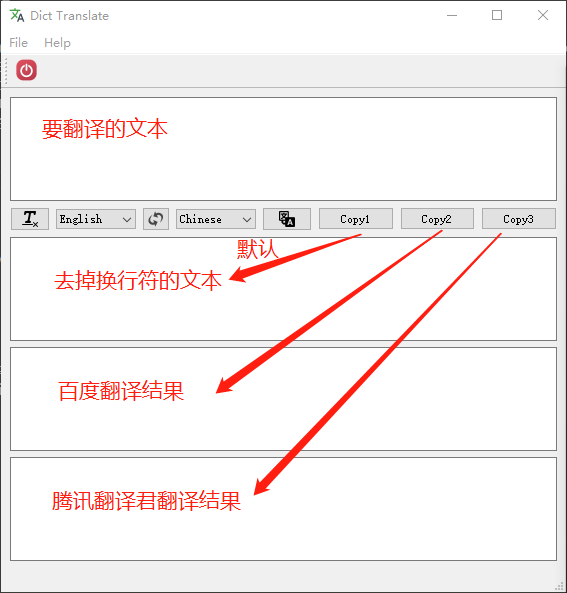 Dict Translate
File Help
要翻译的文本
English Chinese Copy1 Copy2 Copy3
默认
去掉换行符的文本
百度翻译结果
腾讯翻译君翻译结果